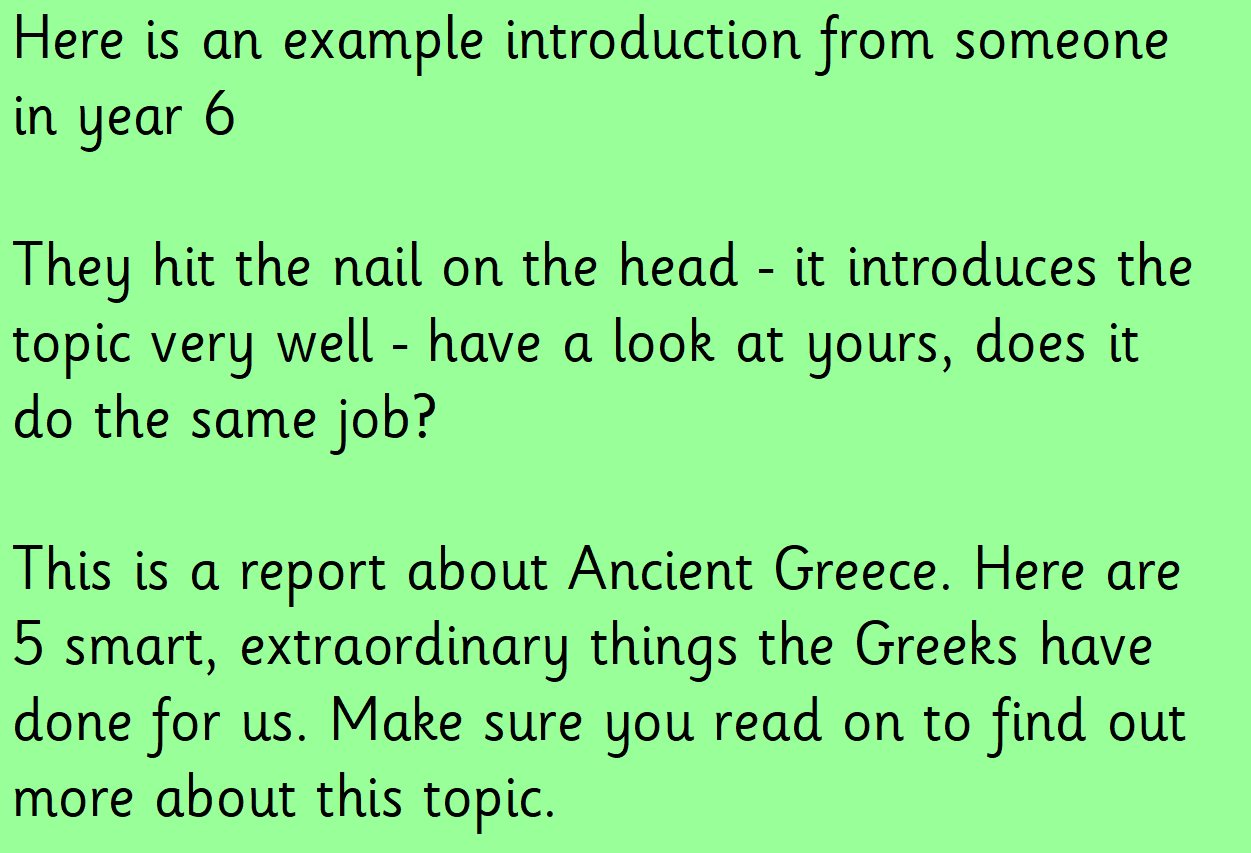 Here is an example introduction from someone
in year 6
They hit the nail on the head - it introduces the
topic very well - have a look at yours, does it
do the same job?
This is a report about Ancient Greece. Here are
5 smart, extraordinary things the Greeks have
done for us. Make sure you read on to find out
more about this topic.